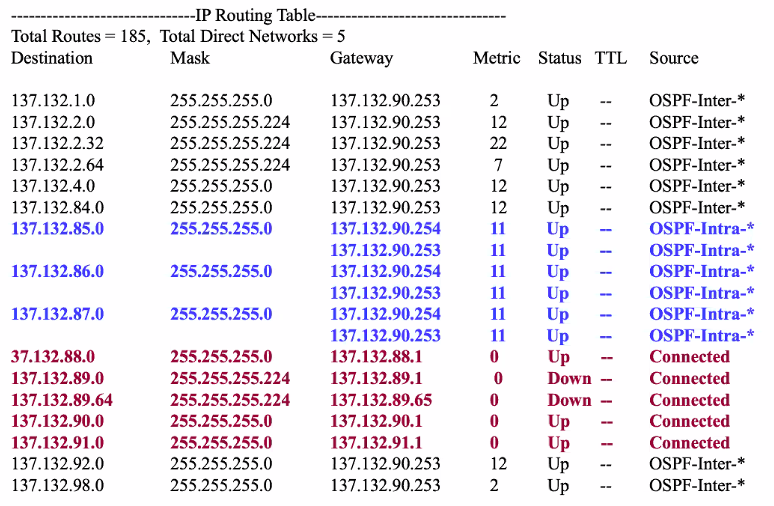 -------------------------------IP Routing Table--------------------------------
Total Routes = 185, Total Direct Networks = 5
Destination Mask Gateway Metric Status TTL Source
137.132.1.0 255.255.255.0 137.132.90.253 2 Up -- OSPF-Inter-*
137.132.2.0 255.255.255.224 137.132.90.253 12 Up -- OSPF-Inter-*
137.132.2.32 255.255.255.224 137.132.90.253 22 Up -- OSPF-Inter-*
137.132.2.64 255.255.255.224 137.132.90.253 7 Up -- OSPF-Inter-*
137.132.4.0 255.255.255.0 137.132.90.253 12 Up -- OSPF-Inter-*
137.132.84.0 255.255.255.0 137.132.90.253 12 Up -- OSPF-Inter-*
137.132.85.0 255.255.255.0 137.132.90.254 11 Up -- OSPF-Intra-*
137.132.90.253 11 Up -- OSPF-Intra-*
137.132.86.0 255.255.255.0 137.132.90.254 11 Up -- OSPF-Intra-*
137.132.90.253 11 Up -- OSPF-Intra-*
137.132.87.0 255.255.255.0 137.132.90.254 11 Up -- OSPF-Intra-*
137.132.90.253 11 Up -- OSPF-Intra-*
37.132.88.0 255.255.255.0 137.132.88.1 0 Up -- Connected
137.132.89.0 255.255.255.224 137.132.89.1 0 Down -- Connected
137.132.89.64 255.255.255.224 137.132.89.65 0 Down -- Connected
137.132.90.0 255.255.255.0 137.132.90.1 0 Up -- Connected
137.132.91.0 255.255.255.0 137.132.91.1 0 Up -- Connected
137.132.92.0 255.255.255.0 137.132.90.253 12 Up -- OSPF-Inter-*
137.132.98.0 255.255.255.0 137.132.90.253 2 Up -- OSPF-Inter-*